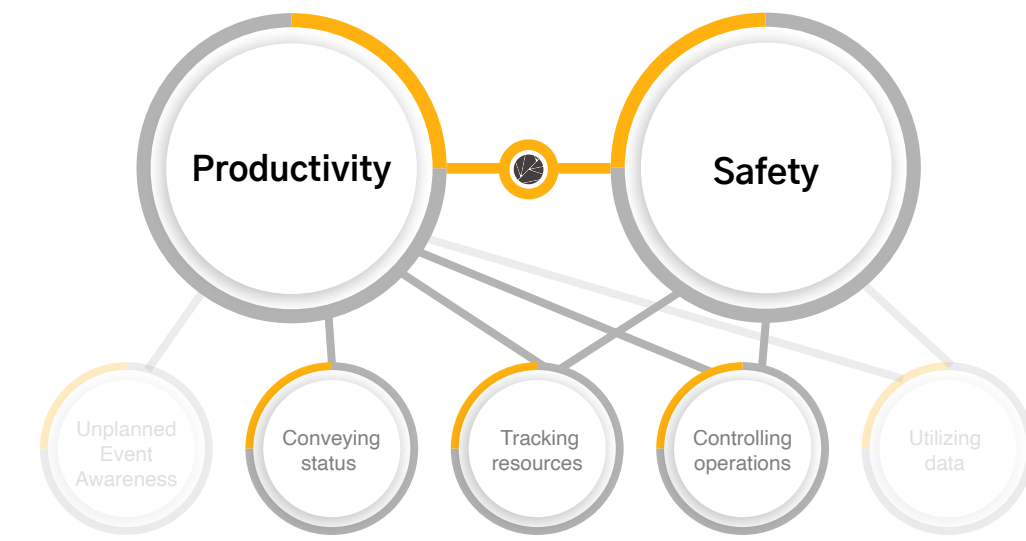 Productivity
Safety
Unplanned
Event
Awareness
Conveying
status
Tracking
resources
Controlling
operations
Utilizing
data